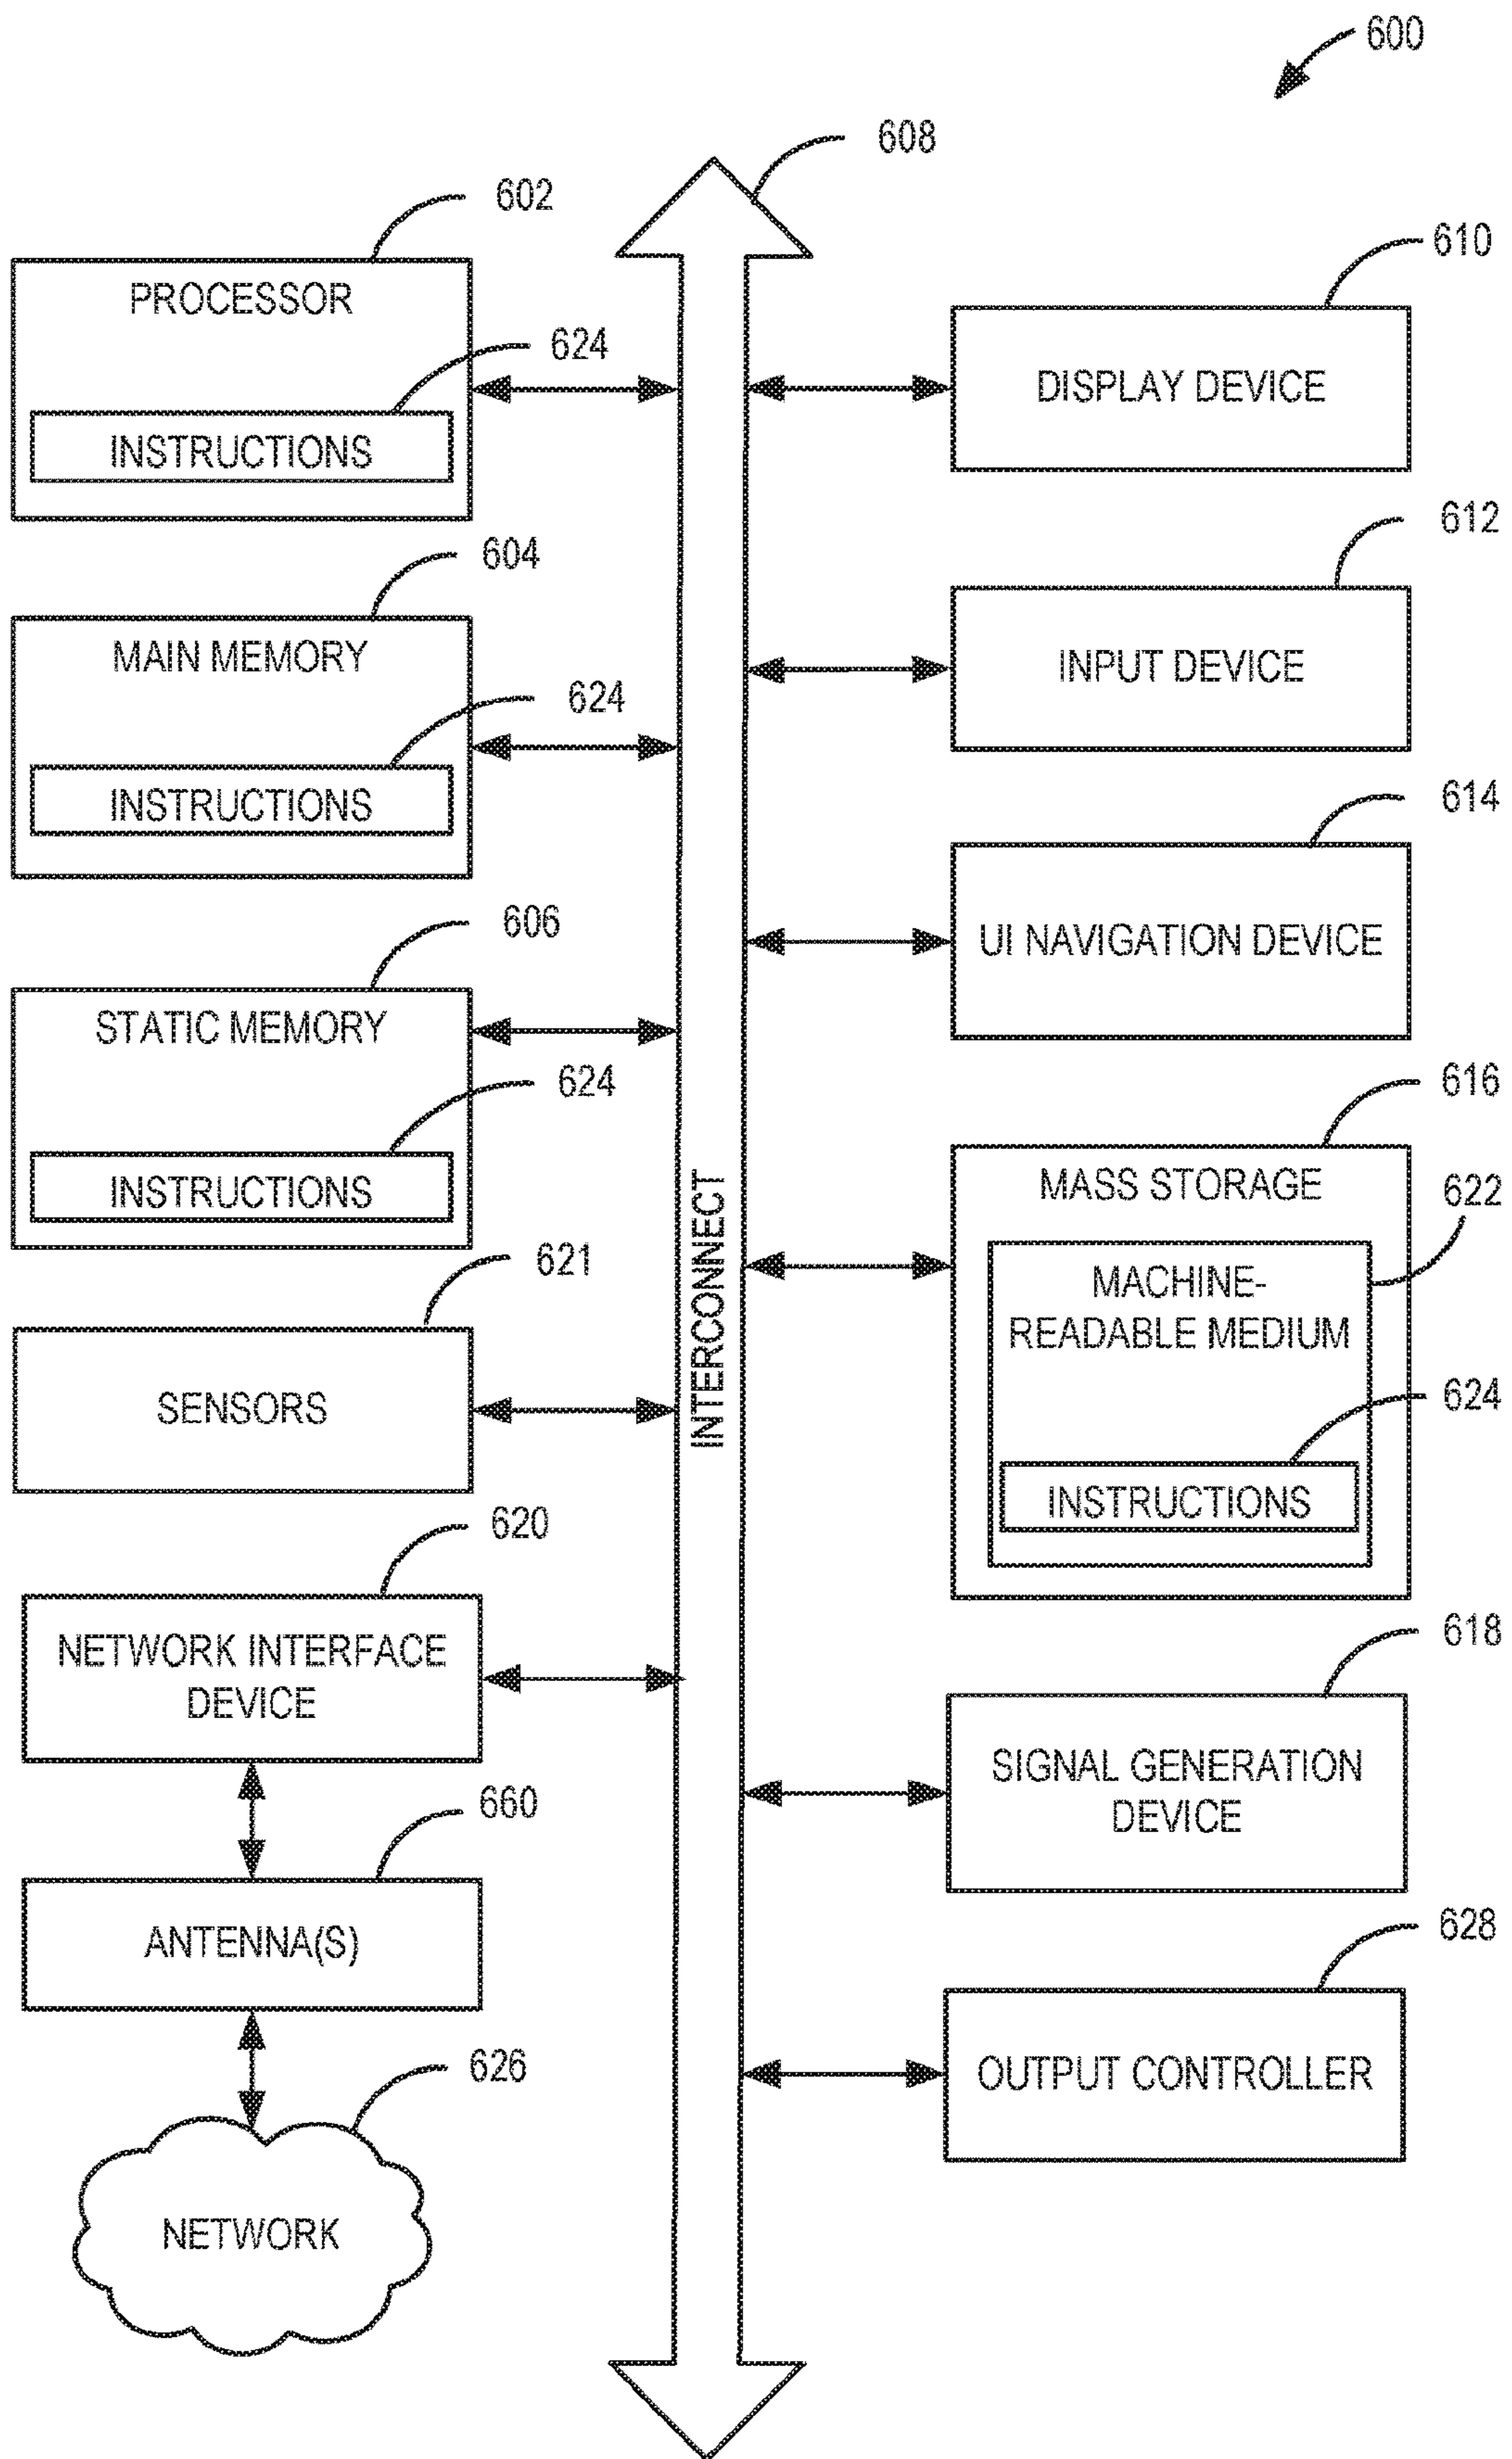 600
608
602
PROCESSOR
624
INSTRUCTIONS
604
MAIN MEMORY
624
INSTRUCTIONS
606
STATIC MEMORY
624
INSTRUCTIONS
621
SENSORS
620
NETWORK INTERFACE
DEVICE
660
ANTENNA(S)
626
NETWORK
INTERCONNECT
610
DISPLAY DEVICE
612
INPUT DEVICE
614
UI NAVIGATION DEVICE
616
MASS STORAGE
622
MACHINE-
READABLE MEDIUM
624
INSTRUCTIONS
618
SIGNAL GENERATION
DEVICE
628
OUTPUT CONTROLLER